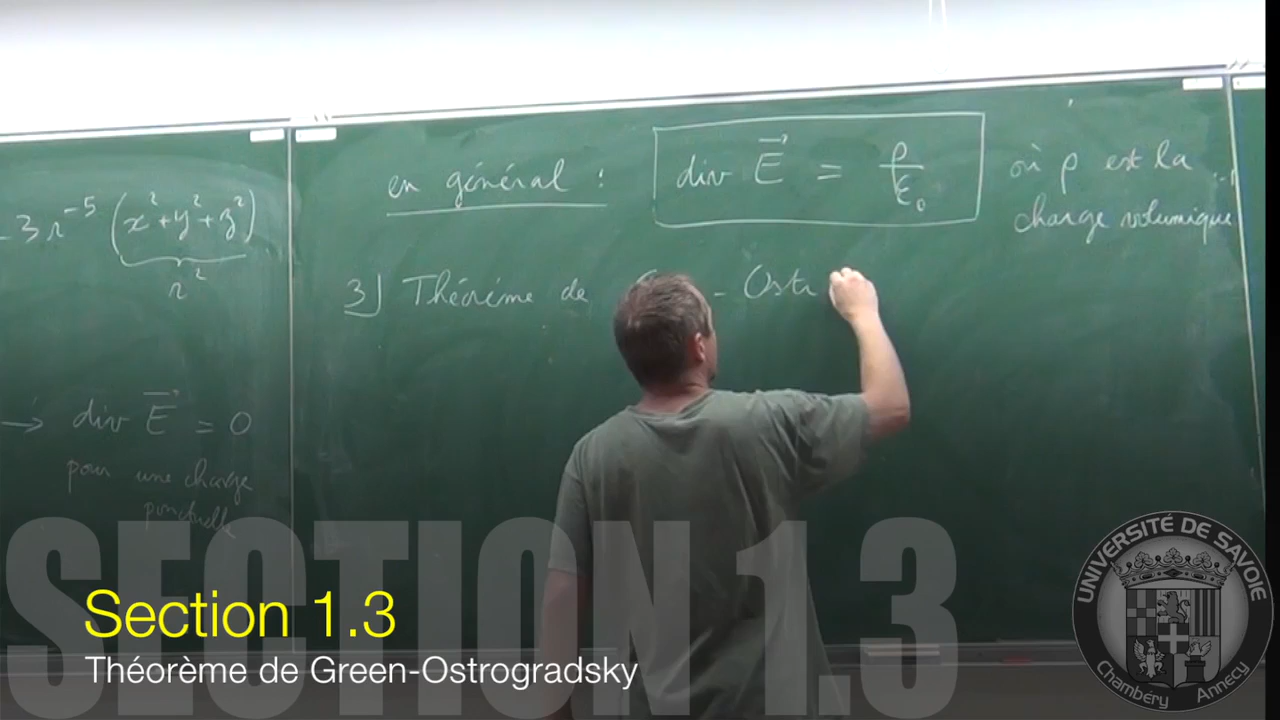 - 3 r⁻⁵ (x² + y² + z²)
r²
→ div E⃗ = 0
pour une charge
ponctuelle
en général : div E⃗ = ρ/ε₀ où ρ est la
charge volumique
3) Théorème de - Ostr
SECTION 1.3
Section 1.3
Théorème de Green-Ostrogradsky
UNIVERSITÉ DE SAVOIE
Chambéry Annecy